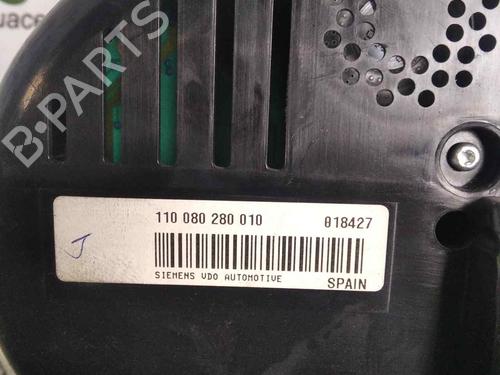 B-PARTS
110 080 280 010 018427
J
SIEMENS VDO AUTOMOTIVE
SPAIN